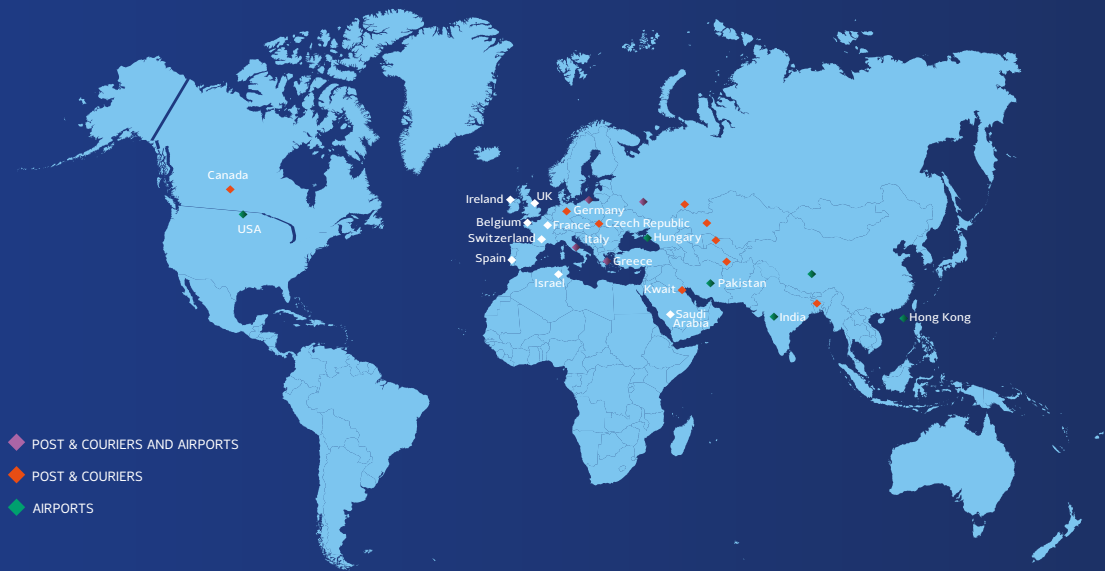 Canada
USA
Ireland
UK
Germany
Belgium
France
Czech Republic
Switzerland
Italy
Hungary
Spain
Greece
Israel
Kwait
Pakistan
Saudi
Arabia
India
Hong Kong
POST & COURIERS AND AIRPORTS
POST & COURIERS
AIRPORTS